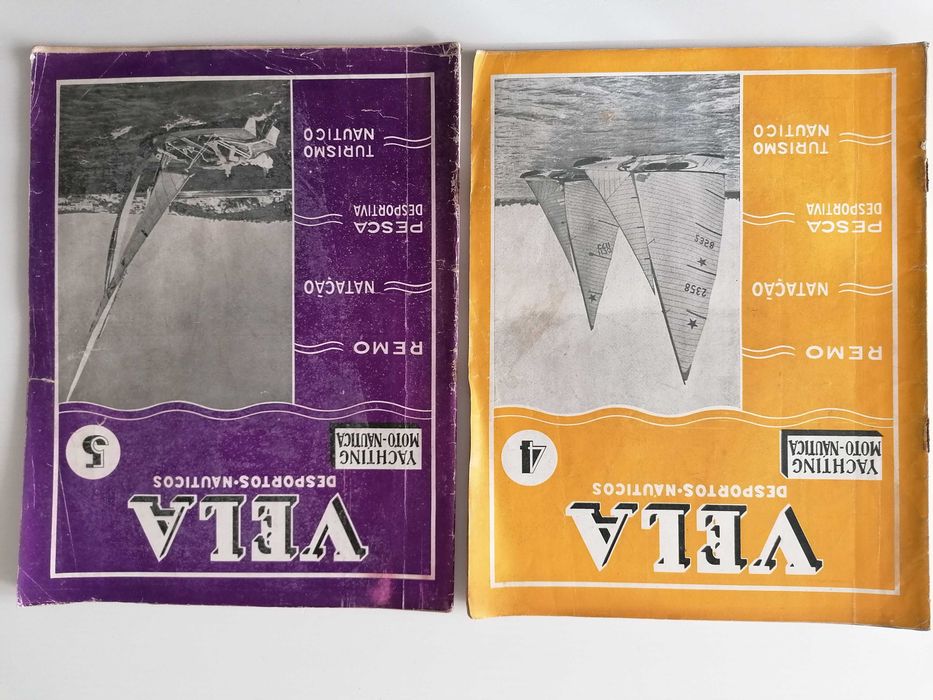 VELA
DESPORTOS·NÁUTICOS
YACHTING
MOTO-NÁUTICA
4
REMO
NATAÇÃO
PESCA
DESPORTIVA
TURISMO
NÁUTICO
2358
VELA
DESPORTOS·NÁUTICOS
YACHTING
MOTO-NÁUTICA
5
REMO
NATAÇÃO
PESCA
DESPORTIVA
TURISMO
NÁUTICO